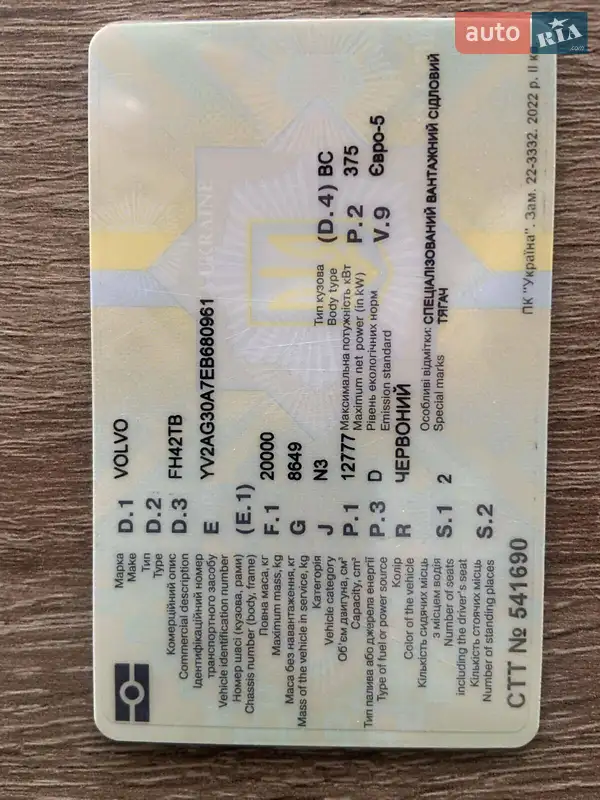 auto RIA
.com
UKRAINE
Марка
Make D.1 VOLVO
Тип
Type D.2
Комерційний опис
Commercial description D.3 FH42TB
Ідентифікаційний номер
транспортного засобу
Vehicle identification number E YV2AG30A7EB680961
Номер шасі (кузова, рами)
Chassis number (body, frame) (E.1)
Повна маса, кг
Maximum mass, kg F.1 20000
Маса без навантаження, кг
Mass of the vehicle in service, kg G 8649
Категорія
Vehicle category J N3
Тип кузова
Body type (D.4) ВС
Об'єм двигуна, см³
Capacity, cm³ P.1 12777
Максимальна потужність кВт
Maximum net power (in kW) P.2 375
Тип палива або джерела енергії
Type of fuel or power source P.3 D
Рівень екологічних норм
Emission standard V.9 Євро-5
Колір
Color of the vehicle R ЧЕРВОНИЙ
Кількість сидячих місць
з місцем водія
Number of seats
including the driver's seat S.1 2
Особливі відмітки: СПЕЦІАЛІЗОВАНИЙ ВАНТАЖНИЙ СІДЛОВИЙ
Special marks ТЯГАЧ
Кількість стоячих місць
Number of standing places S.2
СТТ № 541690
ПК "Україна". Зам. 22-3332. 2022 р. ІІ